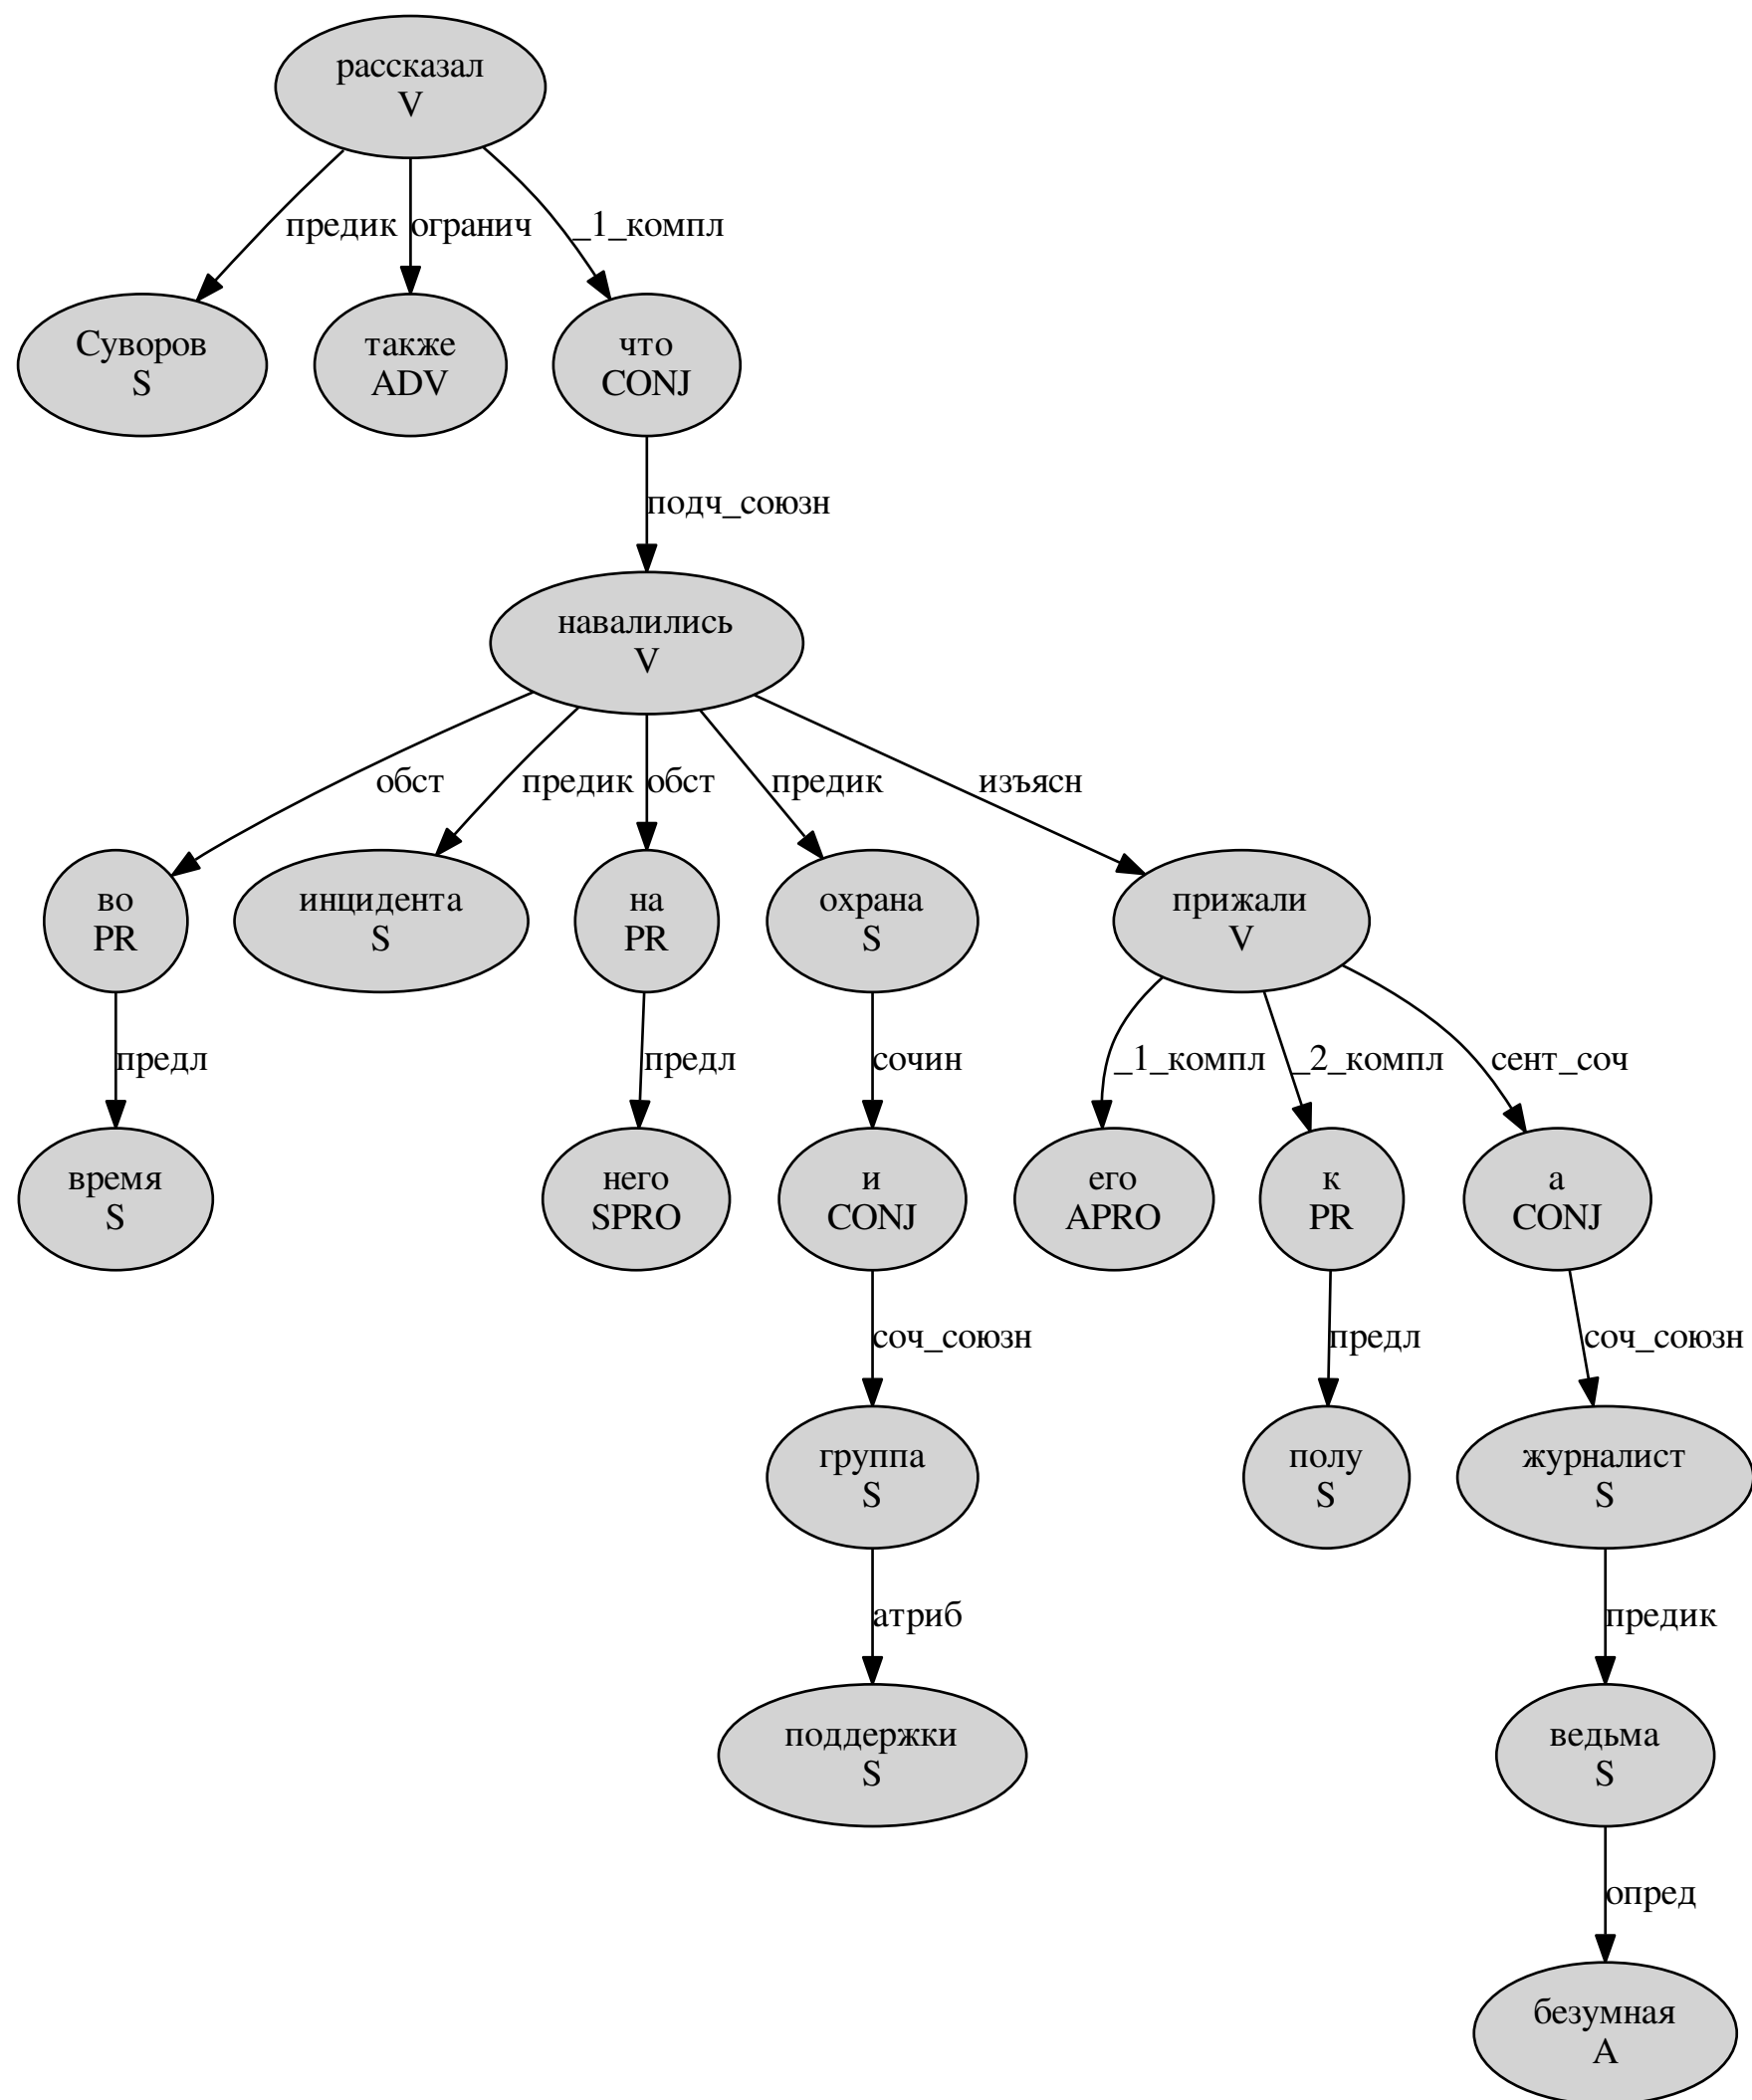 рассказал
V
предик
огранич
_1_компл
Суворов
S
также
ADV
что
CONJ
подч_союзн
навалились
V
обст
предик
обст
предик
изъясн
во
PR
инцидента
S
на
PR
охрана
S
прижали
V
предл
предл
сочин
_1_компл
_2_компл
сент_соч
время
S
него
SPRO
и
CONJ
его
APRO
к
PR
а
CONJ
соч_союзн
предл
соч_союзн
группа
S
полу
S
журналист
S
атриб
предик
поддержки
S
ведьма
S
опред
безумная
A